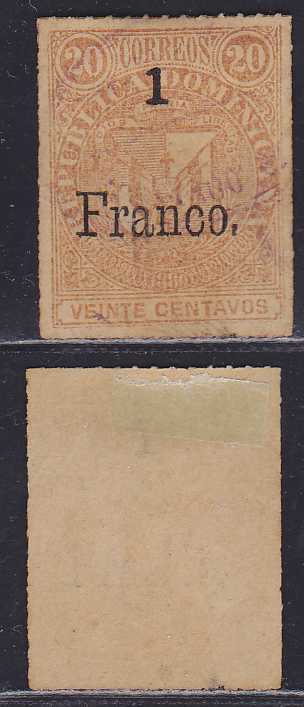 20 CORREOS 20
1
REPUBLICA DOMINICANA
Franco.
VEINTE CENTAVOS